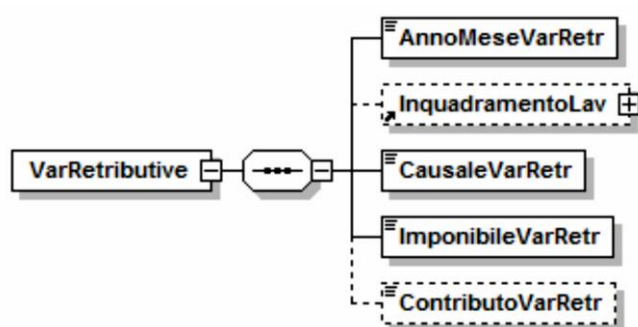 AnnoMeseVarRetr
InquadramentoLav
VarRetributive
CausaleVarRetr
ImponibileVarRetr
ContributoVarRetr